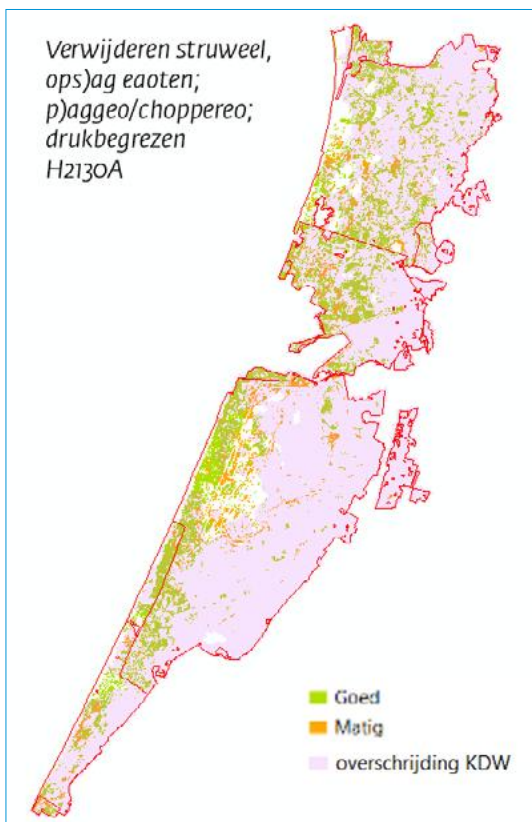 Verwijderen struweel,
ops)ag eaoten;
p)aggeo/choppereo;
drukbegrezen
H2130A
Goed
Matig
overschrijding KDW